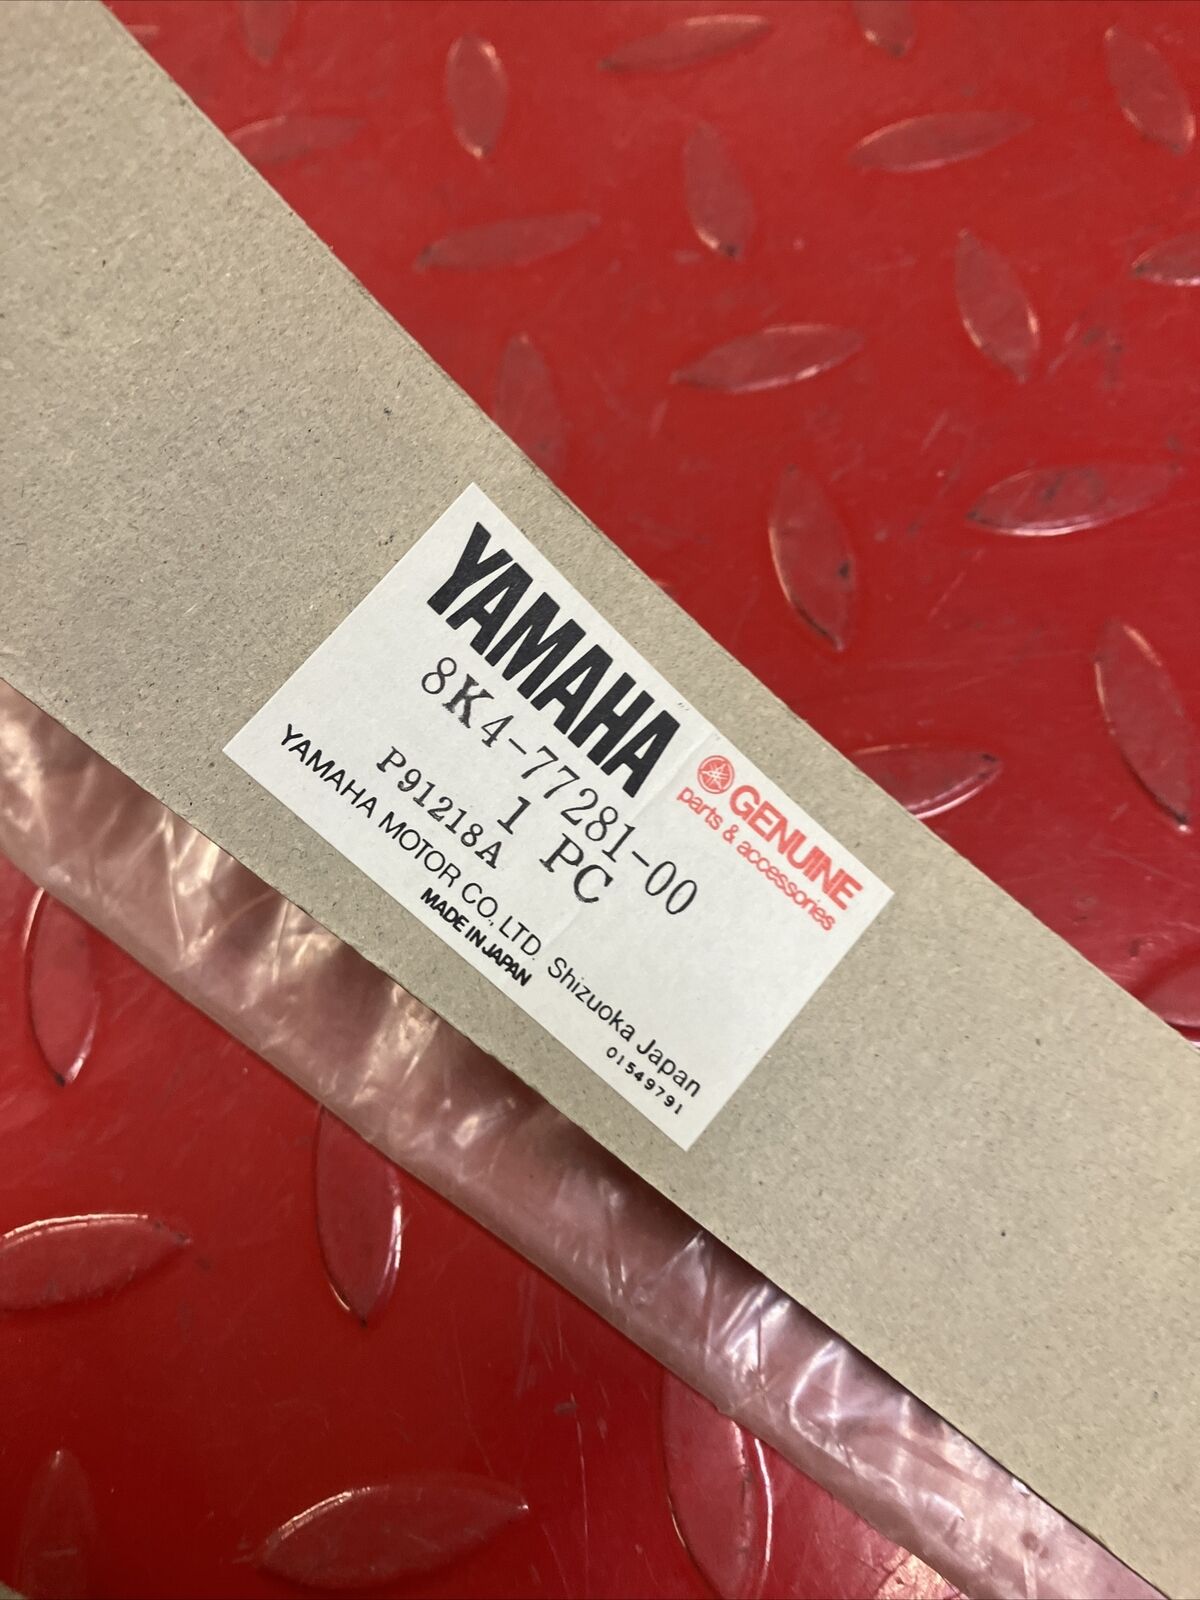 YAMAHA
GENUINE
parts & accessories
8K4-77281-00
1 PC
P91218A
YAMAHA MOTOR CO., LTD. Shizuoka Japan
MADE IN JAPAN
01549791